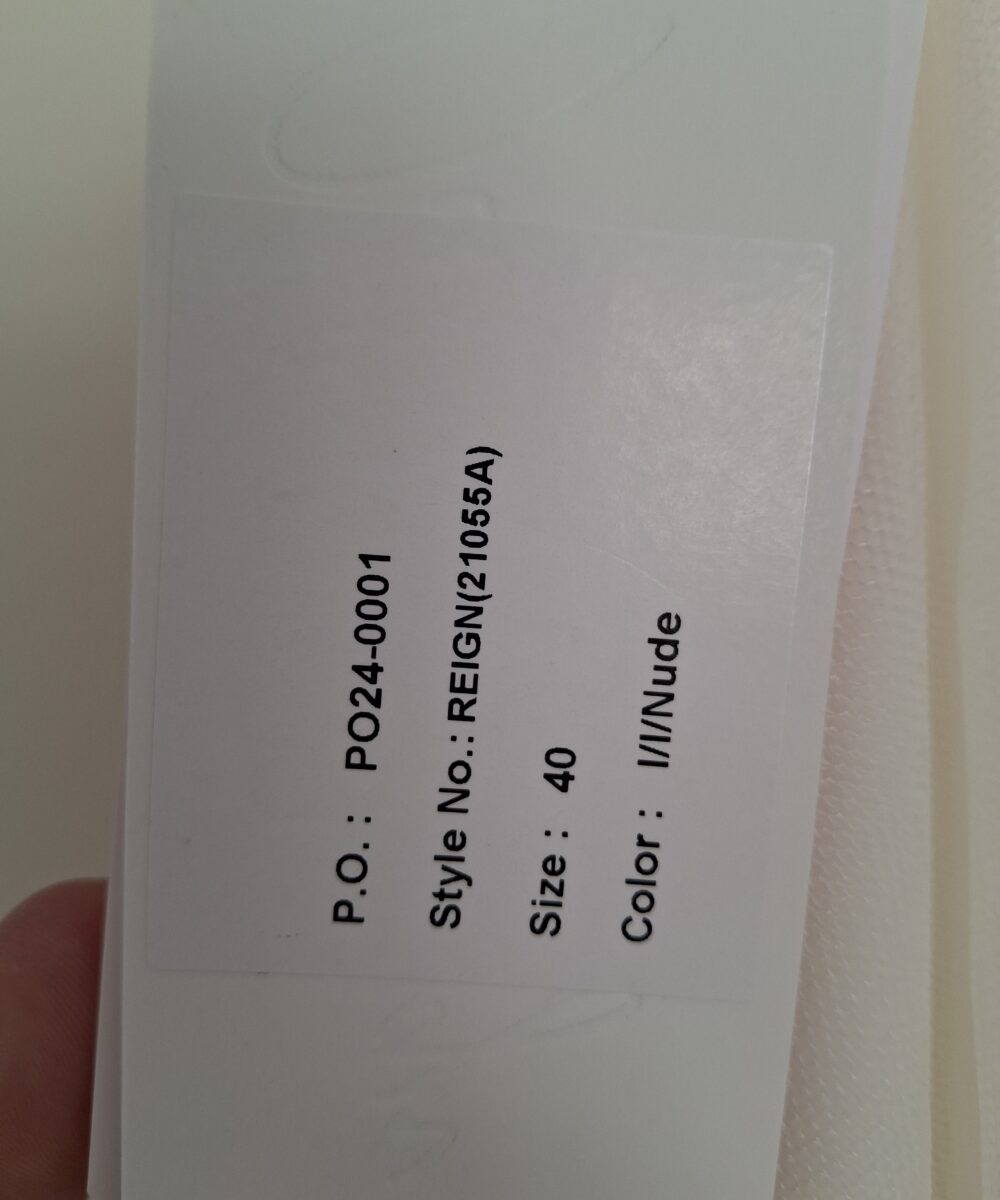 P.O. : PO24-0001
Style No.: REIGN(21055A)
Size : 40
Color : I/I/Nude